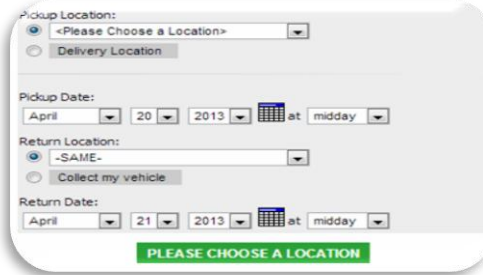 Pickup Location:
<Please Choose a Location>
Delivery Location
Pickup Date:
April 20 2013 at midday
Return Location:
-SAME-
Collect my vehicle
Return Date:
April 21 2013 at midday
PLEASE CHOOSE A LOCATION